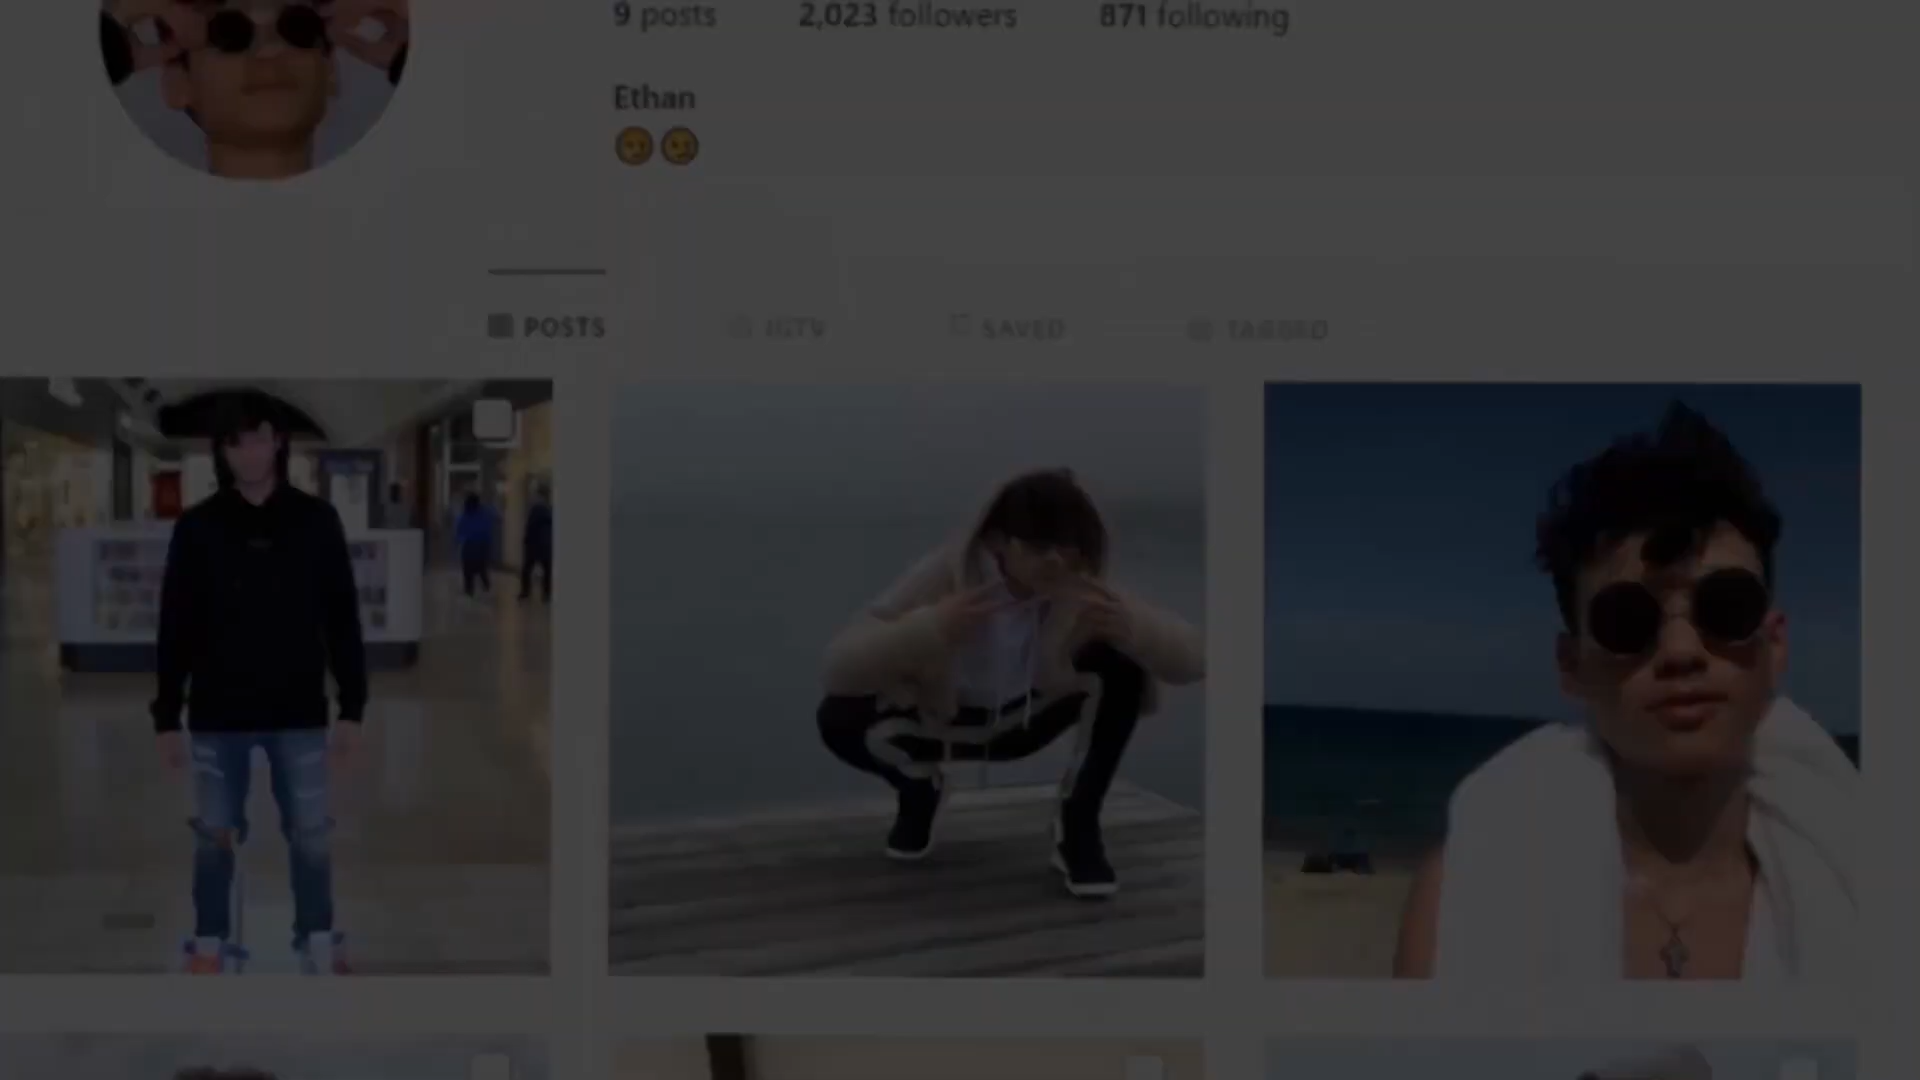 9 posts 2,023 followers 871 following
Ethan
POSTS IGTV SAVED TAGGED